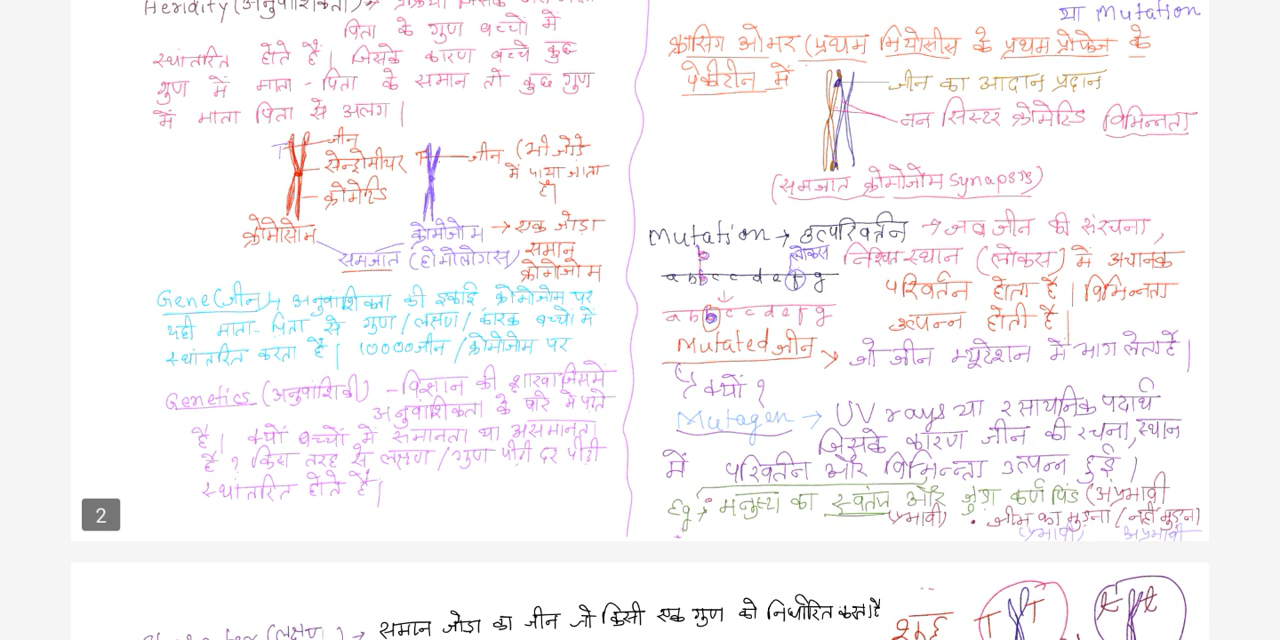 Heridity (अनुवांशिकता) →
पिता के गुण बच्चों में
स्थांतरित होते हैं। जिसके कारण बच्चे कुछ
गुण में माता - पिता के समान तो कुछ गुण
में माता पिता से अलग।
जीन
सेन्ट्रोमीयर
क्रोमेटिड
क्रोमोसोम
जीन (भी जोड़े
में पाया जाता
है)
क्रोमोजोम → एक जोड़ा
समान
क्रोमोजोम
समजात (होमोलोगस)
Gene (जीन) → अनुवांशिकता की इकाई, क्रोमोजोम पर
यही माता-पिता से गुण/लक्षण/कारक बच्चों में
स्थांतरित करता है। 10000 जीन / क्रोमोजोम पर
Genetics (अनुवांशिकी) - विज्ञान की शाखा जिसमें
अनुवांशिकता के बारे में पाते
है। क्यों बच्चों में समानता या असमानता
है? किस तरह से लक्षण / गुण पीढ़ी दर पीढ़ी
स्थांतरित होते है।
2
या Mutation
क्रासिंग ओभर (प्रथम मियोसीस के प्रथम प्रोफेज के
पेकीटीन में
जीन का आदान प्रदान
नन सिस्टर क्रोमेटिड विभिन्नता
(समजात क्रोमोजोम Synapsis)
Mutation → उत्परिवर्तन → जब जीन की संरचना,
लोकस निश्चित स्थान (लोकस) में अचानक
परिवर्तन होता है। विभिन्नता
उत्पन्न होती है।
Mutated जीन → जो जीन म्यूटेशन में भाग लेता है।
क्यों?
Mutagen → UV rays या रसायनिक पदार्थ
जिसके कारण जीन की रचना, स्थान
में परिवर्तन और विभिन्नता उत्पन्न हुई।
Eg मनुष्य का स्वतंत्र और जुड़ा कर्ण पिंड (अप्रभावी
प्रभावी) • जीभ का मुड़ना / नहीं मुड़ना)
प्रभावी) अप्रभावी
(लक्षण) → समान जोड़ा का जीन जो किसी एक गुण को निर्धारित करता है
T T
t t